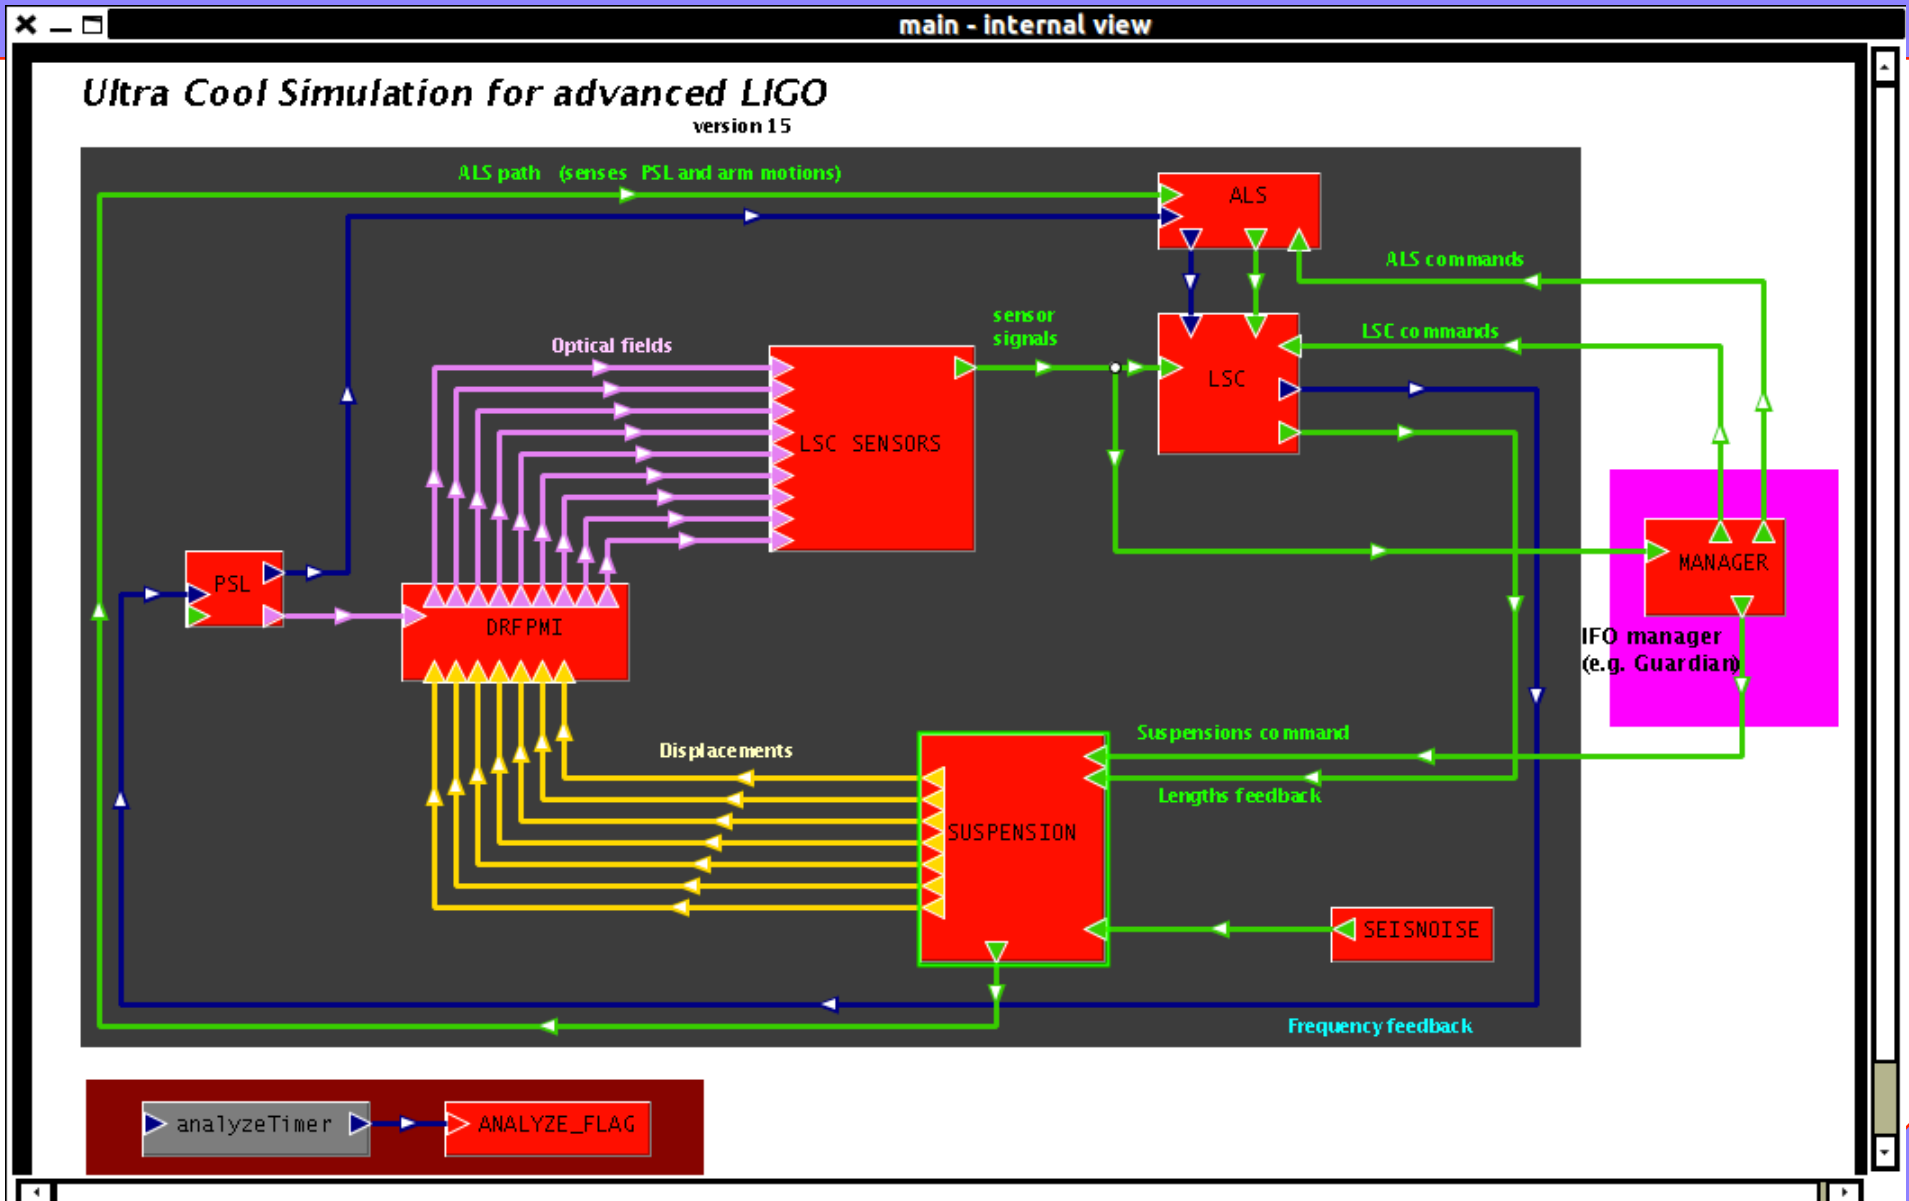 main - internal view
Ultra Cool Simulation for advanced LIGO
version 15
ALS path (senses PSL and arm motions)
ALS
ALS commands
sensor
signals
LSC commands
Optical fields
LSC
LSC SENSORS
MANAGER
PSL
DRFPMI
IFO manager
(e.g. Guardian)
Suspensions command
Displacements
Lengths feedback
SUSPENSION
SEISNOISE
Frequency feedback
analyzeTimer
ANALYZE_FLAG